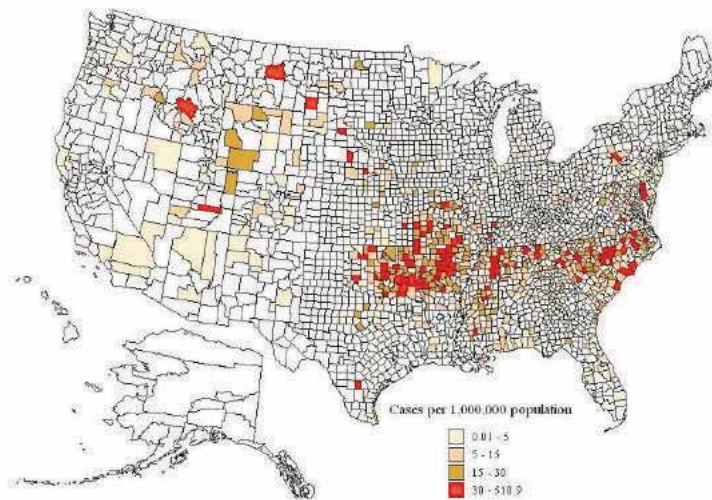 Cases per 1,000,000 population
0.01 - 5
5 - 15
15 - 30
30 - 510.9